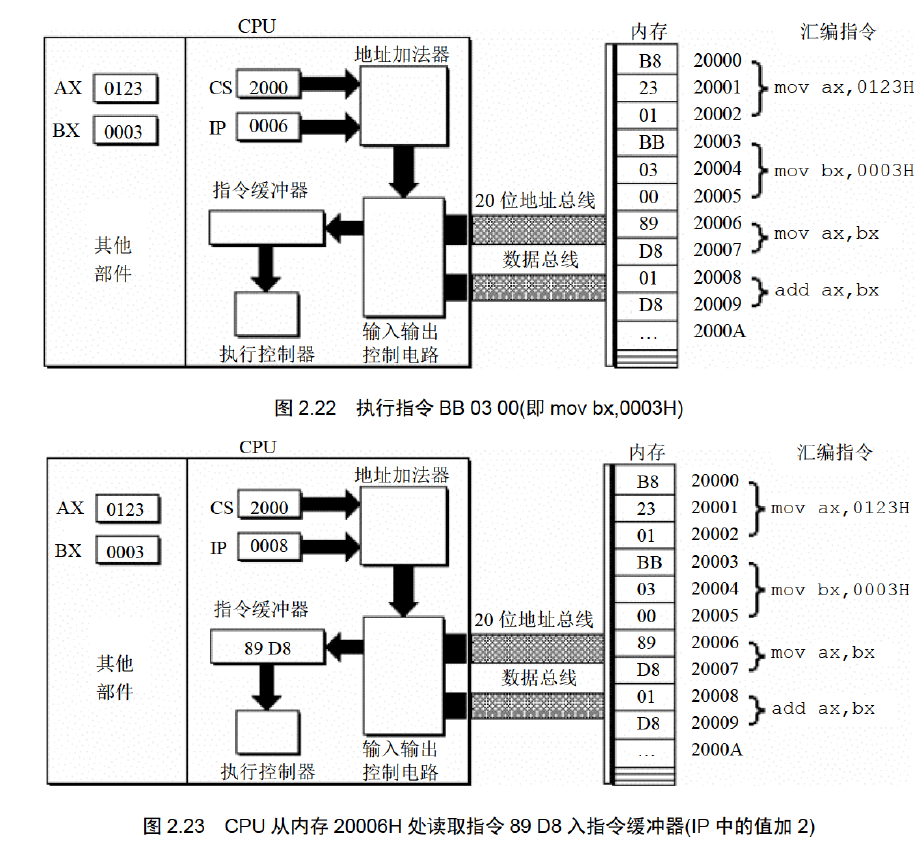 CPU
内存 汇编指令
地址加法器
AX 0123 CS 2000
BX 0003 IP 0006
B8 20000
23 20001 mov ax,0123H
01 20002
BB 20003
03 20004 mov bx,0003H
00 20005
89 20006
D8 20007 mov ax,bx
01 20008
D8 20009 add ax,bx
… 2000A
指令缓冲器
20 位地址总线
数据总线
其他
部件
执行控制器
输入输出
控制电路
图 2.22 执行指令 BB 03 00(即 mov bx,0003H)
CPU
内存 汇编指令
地址加法器
AX 0123 CS 2000
BX 0003 IP 0008
B8 20000
23 20001 mov ax,0123H
01 20002
BB 20003
03 20004 mov bx,0003H
00 20005
89 20006
D8 20007 mov ax,bx
01 20008
D8 20009 add ax,bx
… 2000A
指令缓冲器
89 D8
20 位地址总线
数据总线
其他
部件
执行控制器
输入输出
控制电路
图 2.23 CPU 从内存 20006H 处读取指令 89 D8 入指令缓冲器(IP 中的值加 2)